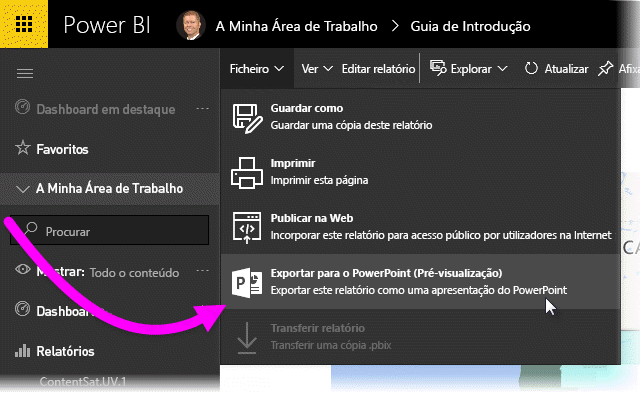 Power BI
A Minha Área de Trabalho > Guia de Introdução
Ficheiro
Ver
Editar relatório
Explorar
Atualizar
Afixa
Dashboard em destaque ...
Favoritos
A Minha Área de Trabalho
Procurar
Mostrar: Todo o conteúdo ...
Dashboard
Relatórios
ContentSat.UV.1
Guardar como
Guardar uma cópia deste relatório
Imprimir
Imprimir esta página
Publicar na Web
Incorporar este relatório para acesso público por utilizadores na Internet
Exportar para o PowerPoint (Pré-visualização)
Exportar este relatório como uma apresentação do PowerPoint
Transferir relatório
Transferir uma cópia .pbix